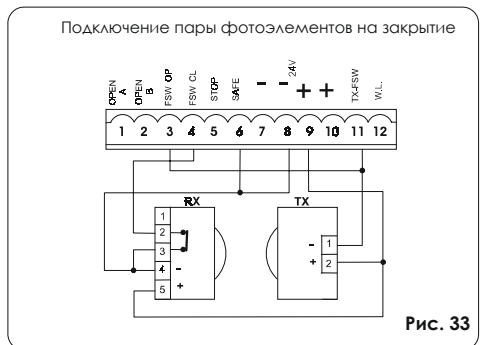 Подключение пары фотоэлементов на закрытие
OPEN A
OPEN B
FSW OP
FSW CL
STOP
SAFE
-
-
24V
+
+
TX-FSW
W.L.
1 2 3 4 5 6 7 8 9 10 11 12
RX
TX
1
2
3
4 -
5 +
- 1
+ 2
Рис. 33